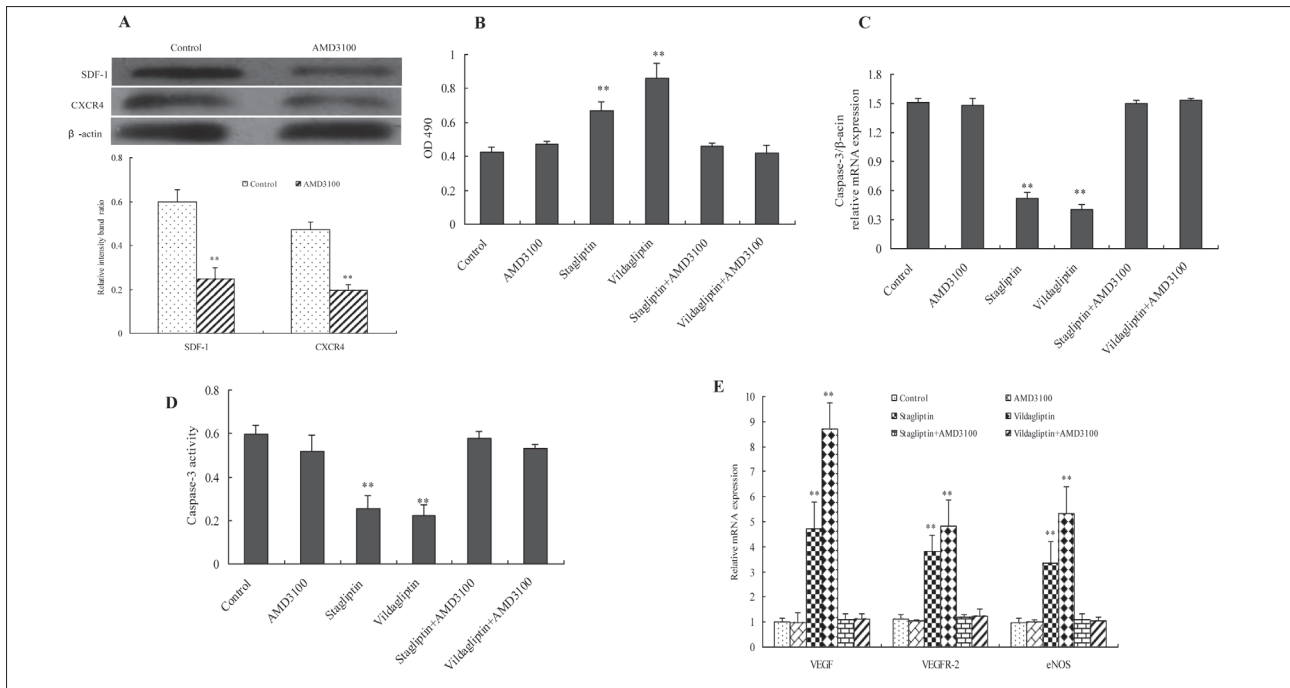 A
Control AMD3100
SDF-1
CXCR4
β -actin
Relative intensity band ratio
0.8
0.6
0.4
0.2
0
Control AMD3100
**
**
SDF-1 CXCR4
B
OD 490
1
0.8
0.6
0.4
0.2
0
**
**
Control
AMD3100
Stagliptin
Vildagliptin
Stagliptin+AMD3100
Vildagliptin+AMD3100
C
Caspase-3/β-acin
relative mRNA expression
1.8
1.5
1.2
0.9
0.6
0.3
0
**
**
Control
AMD3100
Stagliptin
Vildagliptin
Stagliptin+AMD3100
Vildagliptin+AMD3100
D
Caspase-3 activity
0.8
0.6
0.4
0.2
0
**
**
Control
AMD3100
Stagliptin
Vildagliptin
Stagliptin+AMD3100
Vildagliptin+AMD3100
E
Relative mRNA expression
10
9
8
7
6
5
4
3
2
1
0
Control AMD3100
Stagliptin Vildagliptin
Stagliptin+AMD3100 Vildagliptin+AMD3100
**
**
**
**
**
**
VEGF VEGFR-2 eNOS